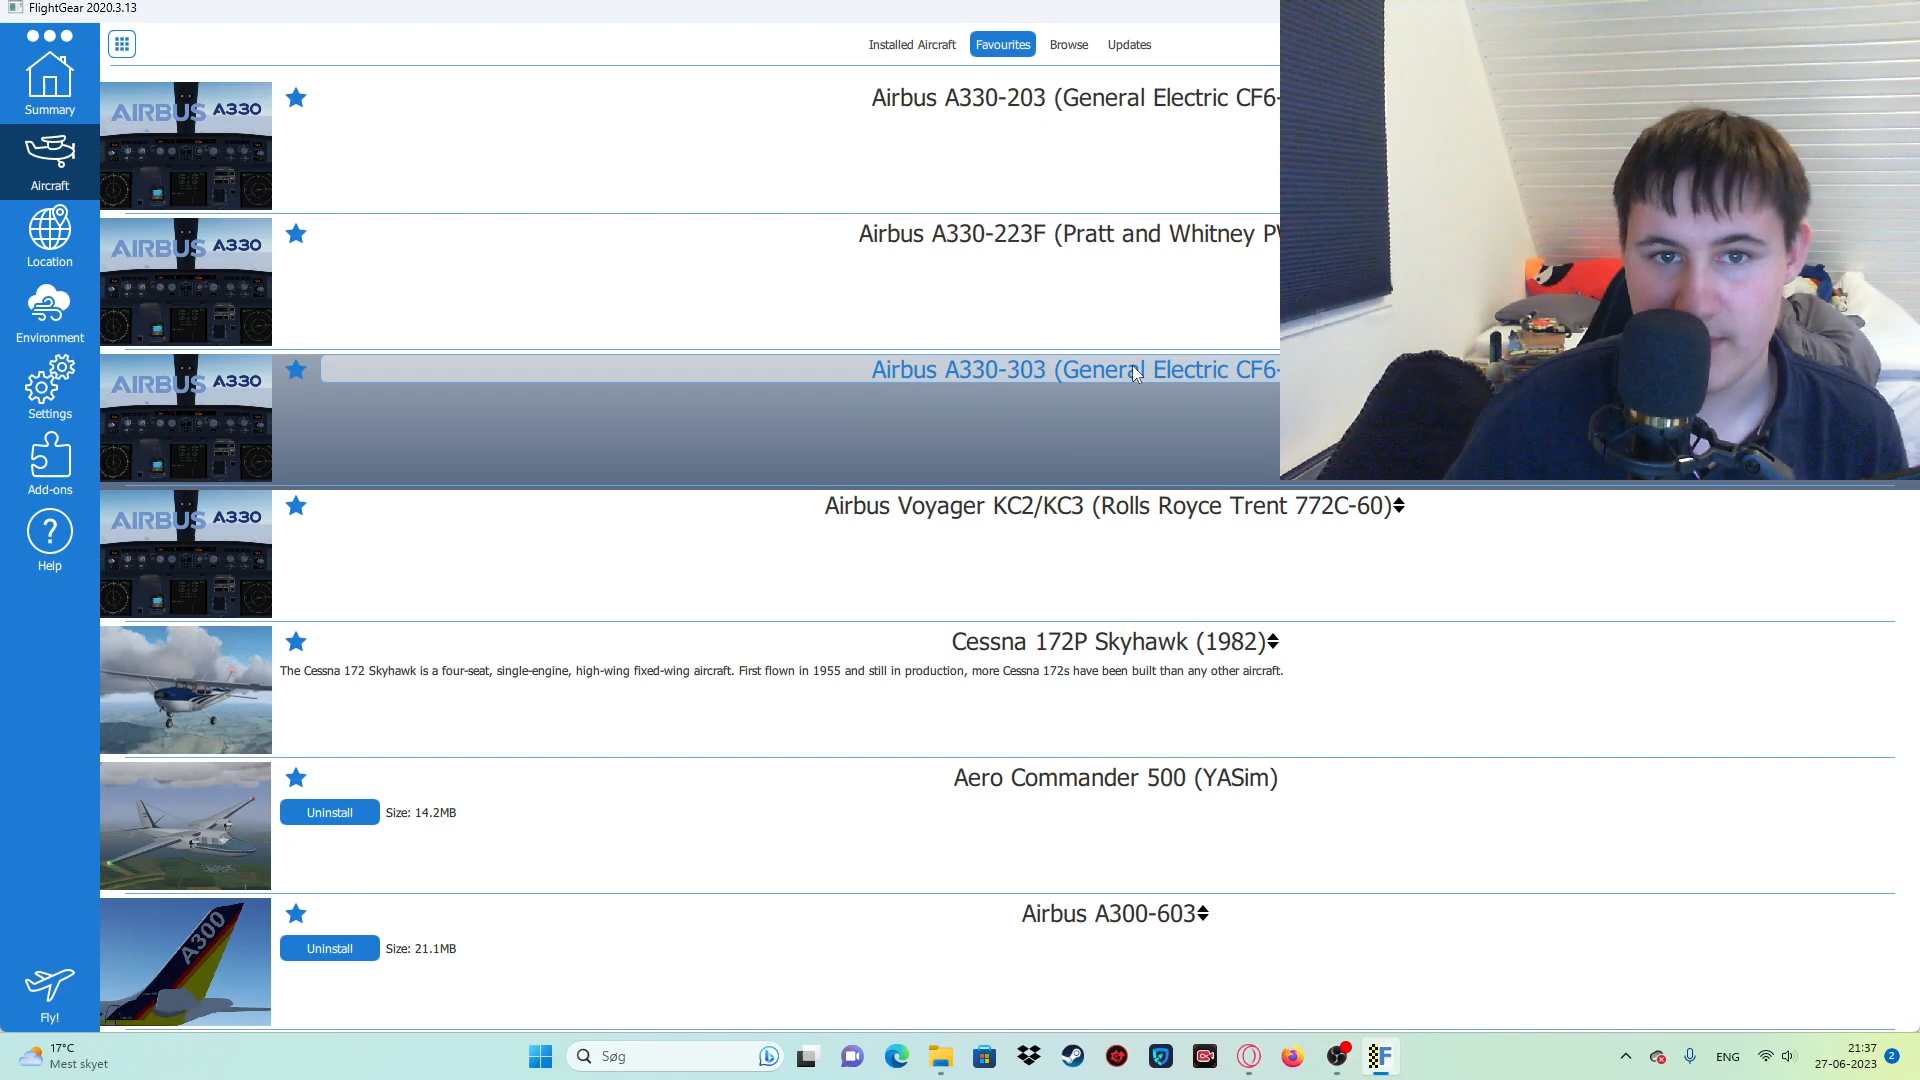 FlightGear 2020.3.13
Installed Aircraft
Favourites
Browse
Updates
Summary
Aircraft
Location
Environment
Settings
Add-ons
Help
Fly!
AIRBUS A330
Airbus A330-203 (General Electric CF6-
AIRBUS A330
Airbus A330-223F (Pratt and Whitney
AIRBUS A330
Airbus A330-303 (General Electric CF6-
AIRBUS A330
Airbus Voyager KC2/KC3 (Rolls Royce Trent 772C-60)
Cessna 172P Skyhawk (1982)
The Cessna 172 Skyhawk is a four-seat, single-engine, high-wing fixed-wing aircraft. First flown in 1955 and still in production, more Cessna 172s have been built than any other aircraft.
Aero Commander 500 (YASim)
Uninstall Size: 14.2MB
A300
Airbus A300-603
Uninstall Size: 21.1MB
17°C
Mest skyet
Søg
ENG
21:37
27-06-2023
2